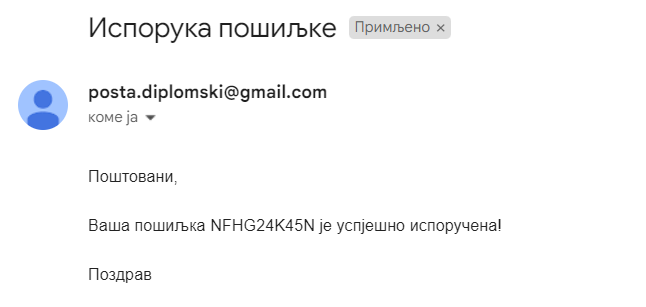 Испорука пошиљке Примљено ×
posta.diplomski@gmail.com
коме ја
Поштовани,
Ваша пошиљка NFHG24K45N је успјешно испоручена!
Поздрав